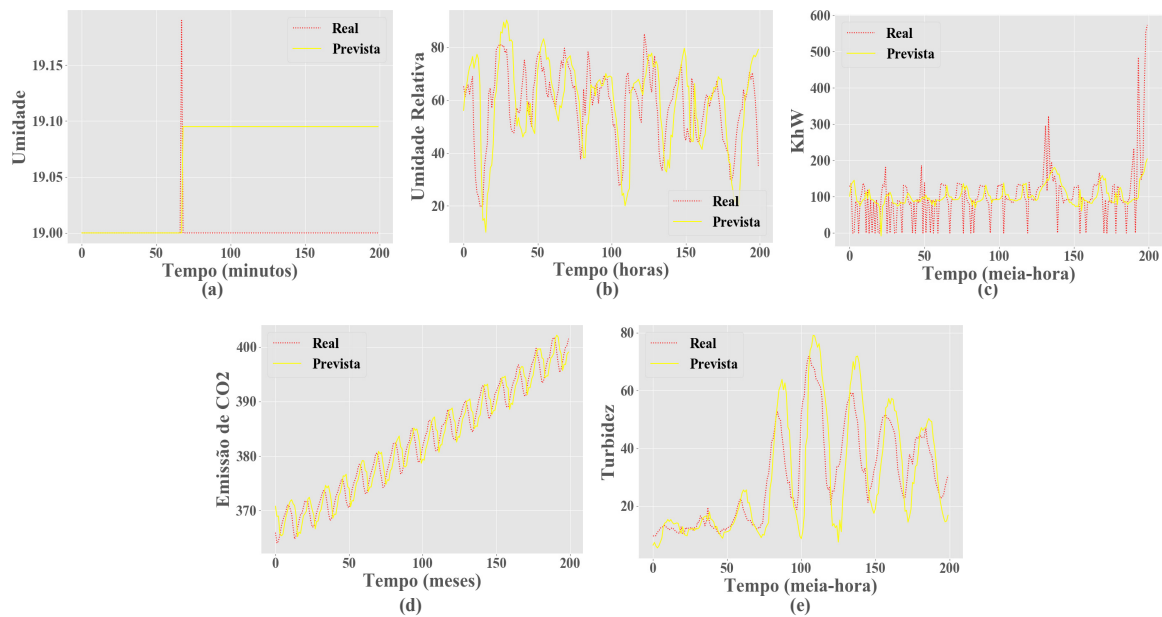 Real
Prevista
19.15
19.10
19.05
19.00
Umidade
0
50
100
150
200
Tempo (minutos)
(a)
Real
Prevista
80
60
40
20
Umidade Relativa
0
50
100
150
200
Tempo (horas)
(b)
Real
Prevista
600
500
400
300
200
100
0
KhW
0
50
100
150
200
Tempo (meia-hora)
(c)
Real
Prevista
400
390
380
370
Emissão de CO2
0
50
100
150
200
Tempo (meses)
(d)
Real
Prevista
80
60
40
20
Turbidez
0
50
100
150
200
Tempo (meia-hora)
(e)